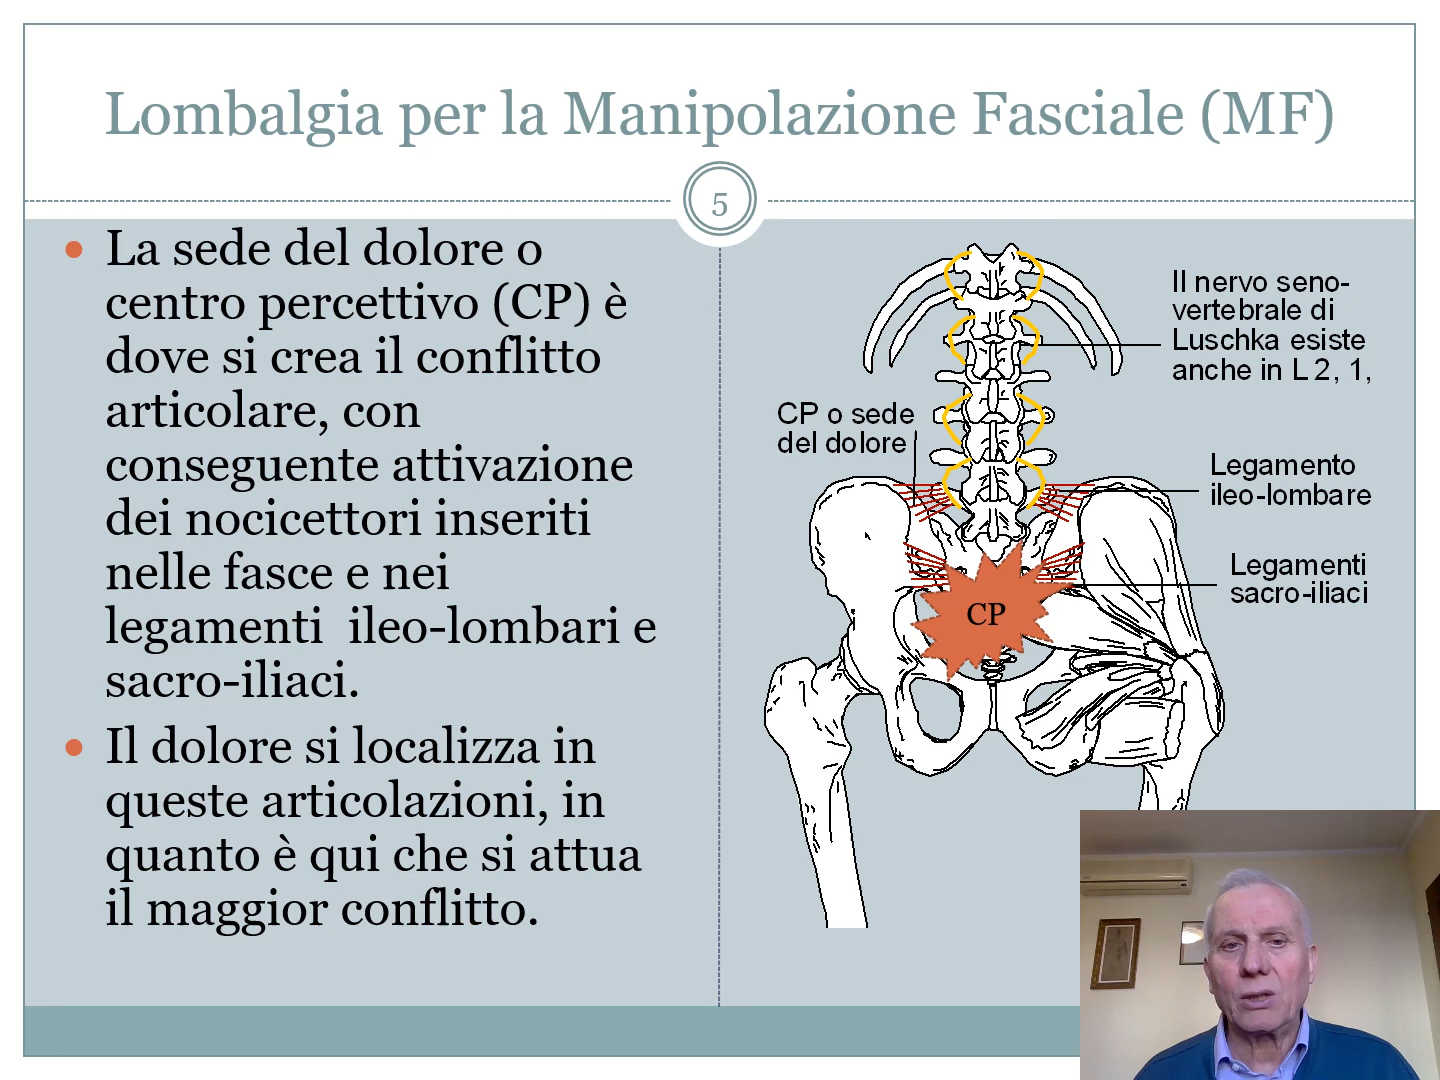 Lombalgia per la Manipolazione Fasciale (MF)
5
• La sede del dolore o
centro percettivo (CP) è
dove si crea il conflitto
articolare, con
conseguente attivazione
dei nocicettori inseriti
nelle fasce e nei
legamenti  ileo-lombari e
sacro-iliaci.
• Il dolore si localizza in
queste articolazioni, in
quanto è qui che si attua
il maggior conflitto.
Il nervo seno-
vertebrale di
Luschka esiste
anche in L 2, 1,
CP o sede
del dolore
Legamento
ileo-lombare
Legamenti
sacro-iliaci
CP